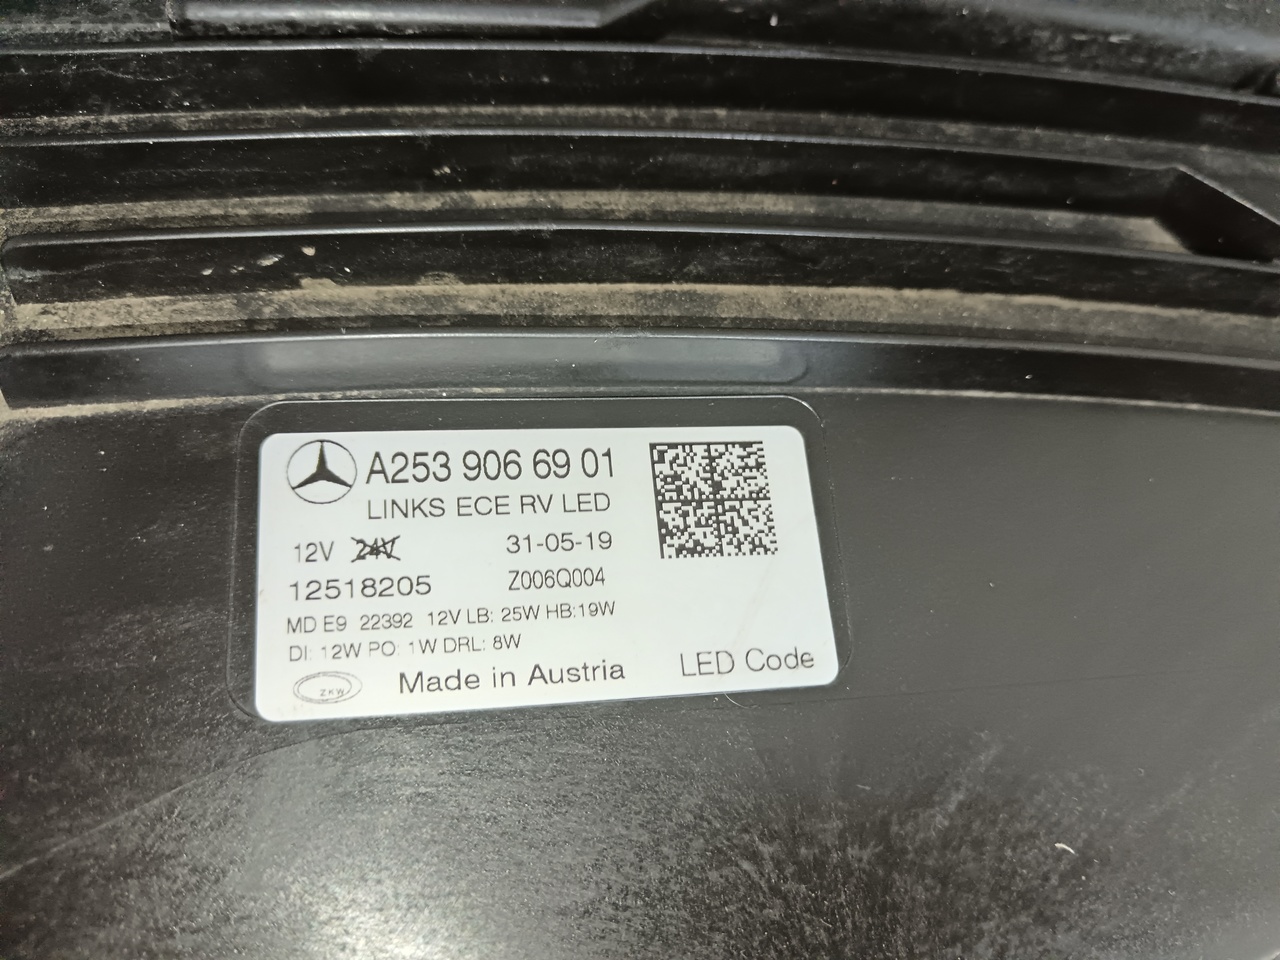 A253 906 69 01
LINKS ECE RV LED
12V 24V 31-05-19
12518205 Z006Q004
MD E9 22392 12V LB: 25W HB: 19W
DI: 12W PO: 1W DRL: 8W
ZKW Made in Austria LED Code